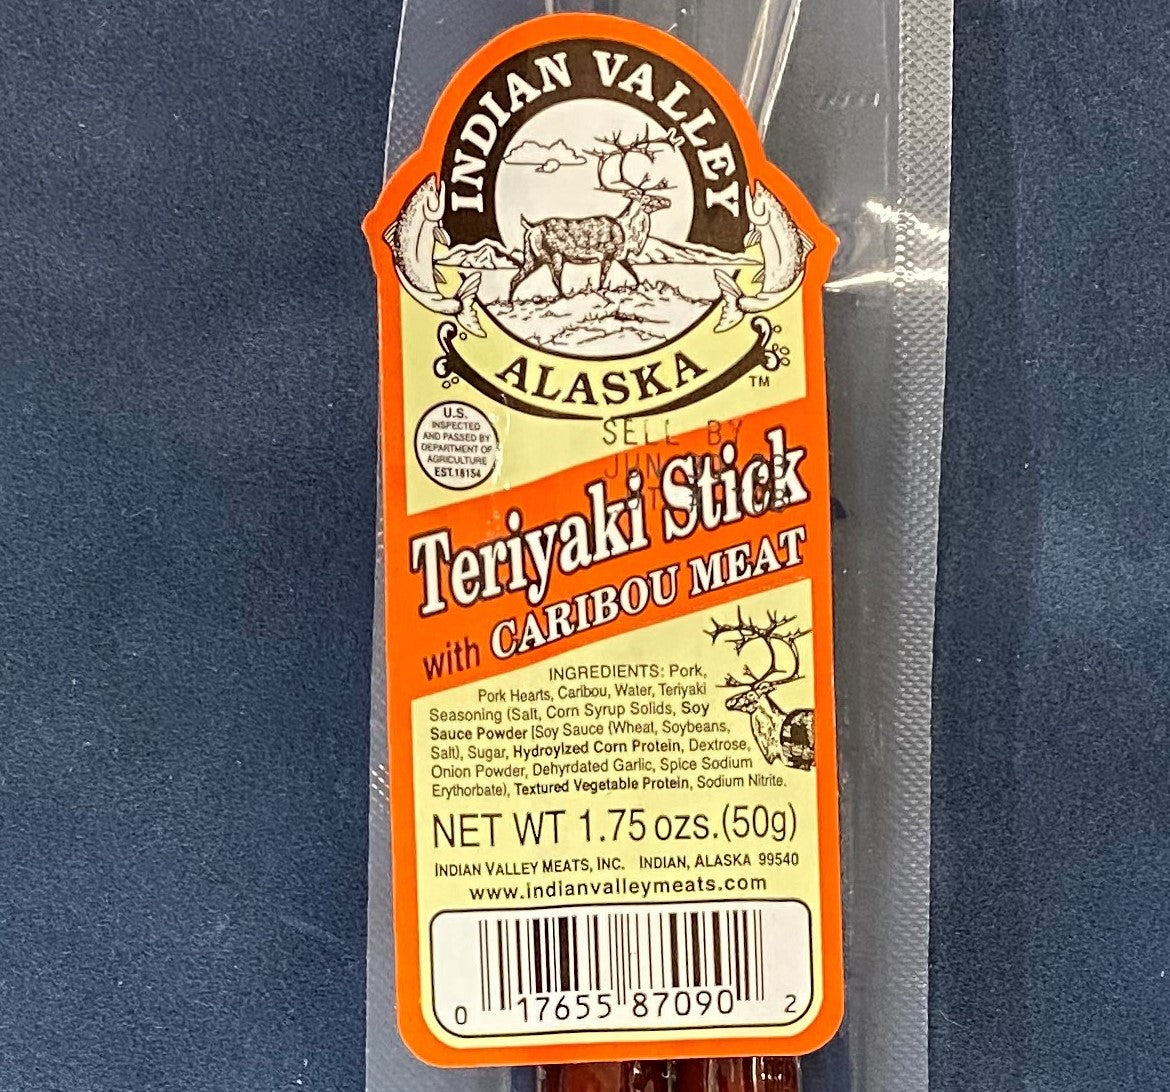 INDIAN VALLEY
ALASKA
TM
U.S.
INSPECTED
AND PASSED BY
DEPARTMENT OF
AGRICULTURE
EST.18154
SELL BY
JUN
Teriyaki Stick
with CARIBOU MEAT
INGREDIENTS: Pork,
Pork Hearts, Caribou, Water, Teriyaki
Seasoning (Salt, Corn Syrup Solids, Soy
Sauce Powder [Soy Sauce (Wheat, Soybeans,
Salt), Sugar, Hydroylzed Corn Protein, Dextrose,
Onion Powder, Dehyrdated Garlic, Spice Sodium
Erythorbate), Textured Vegetable Protein, Sodium Nitrite.
NET WT 1.75 ozs.(50g)
INDIAN VALLEY MEATS, INC. INDIAN, ALASKA 99540
www.indianvalleymeats.com
0 17655 87090 2